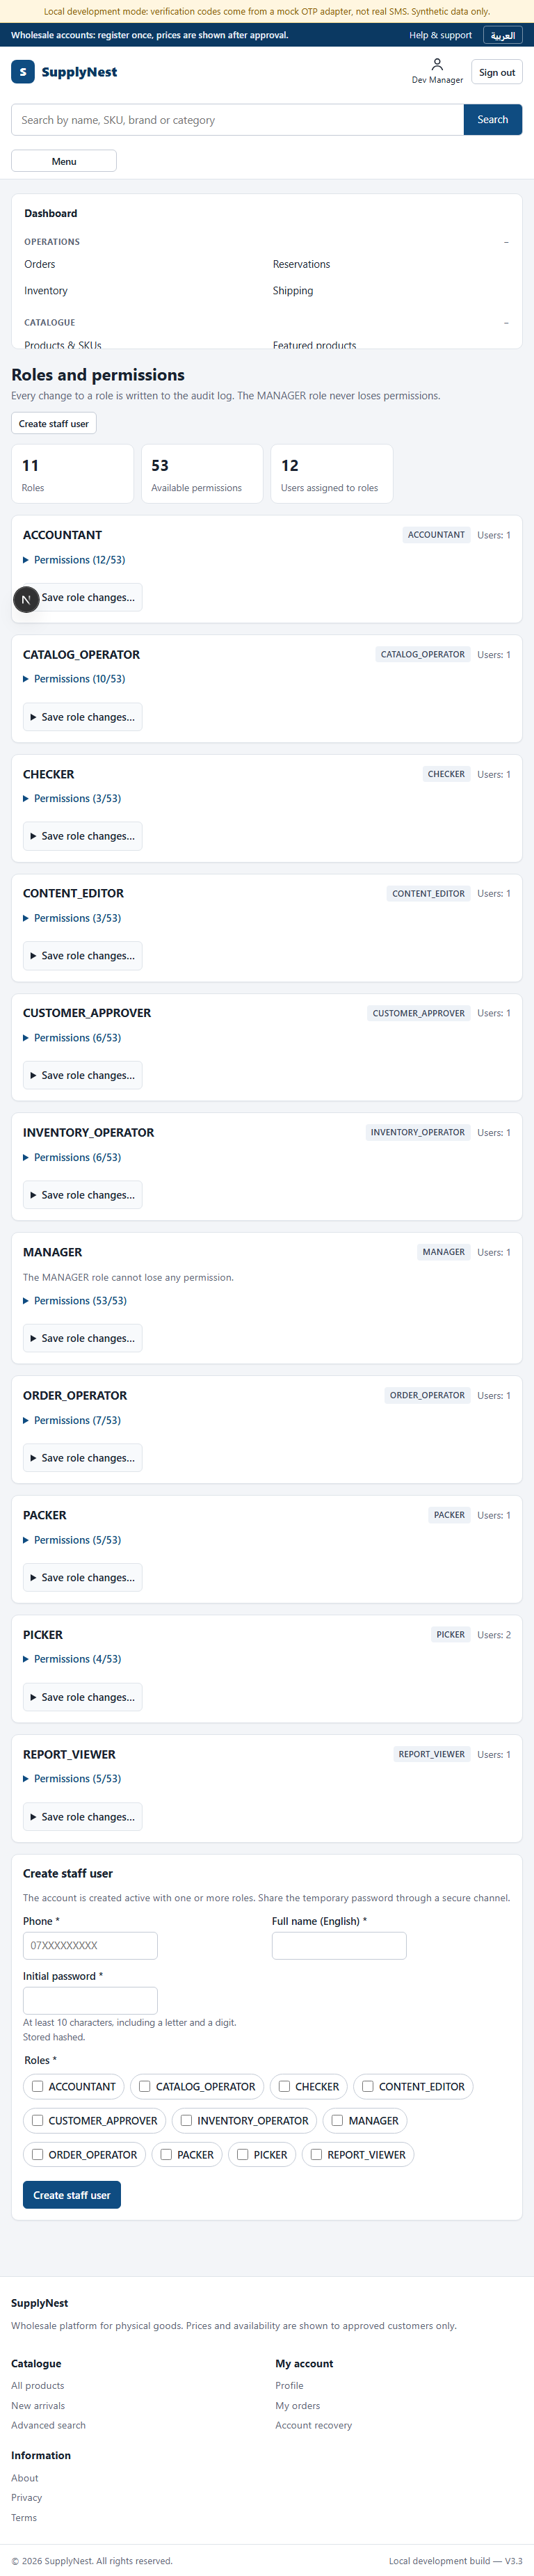 Local development mode: verification codes come from a mock OTP adapter, not real SMS. Synthetic data only.
Wholesale accounts: register once, prices are shown after approval.
Help & support
العربية
S SupplyNest
Dev Manager
Sign out
Search by name, SKU, brand or category
Search
Menu
Dashboard
OPERATIONS –
Orders Reservations
Inventory Shipping
CATALOGUE –
Products & SKUs Featured products
Roles and permissions
Every change to a role is written to the audit log. The MANAGER role never loses permissions.
Create staff user
11 53 12
Roles Available permissions Users assigned to roles
ACCOUNTANT ACCOUNTANT Users: 1
Permissions (12/53)
N Save role changes...
CATALOG_OPERATOR CATALOG_OPERATOR Users: 1
Permissions (10/53)
Save role changes...
CHECKER CHECKER Users: 1
Permissions (3/53)
Save role changes...
CONTENT_EDITOR CONTENT_EDITOR Users: 1
Permissions (3/53)
Save role changes...
CUSTOMER_APPROVER CUSTOMER_APPROVER Users: 1
Permissions (6/53)
Save role changes...
INVENTORY_OPERATOR INVENTORY_OPERATOR Users: 1
Permissions (6/53)
Save role changes...
MANAGER MANAGER Users: 1
The MANAGER role cannot lose any permission.
Permissions (53/53)
Save role changes...
ORDER_OPERATOR ORDER_OPERATOR Users: 1
Permissions (7/53)
Save role changes...
PACKER PACKER Users: 1
Permissions (5/53)
Save role changes...
PICKER PICKER Users: 2
Permissions (4/53)
Save role changes...
REPORT_VIEWER REPORT_VIEWER Users: 1
Permissions (5/53)
Save role changes...
Create staff user
The account is created active with one or more roles. Share the temporary password through a secure channel.
Phone * Full name (English) *
07XXXXXXXXX
Initial password *
At least 10 characters, including a letter and a digit.
Stored hashed.
Roles *
ACCOUNTANT CATALOG_OPERATOR CHECKER CONTENT_EDITOR
CUSTOMER_APPROVER INVENTORY_OPERATOR MANAGER
ORDER_OPERATOR PACKER PICKER REPORT_VIEWER
Create staff user
SupplyNest
Wholesale platform for physical goods. Prices and availability are shown to approved customers only.
Catalogue My account
All products Profile
New arrivals My orders
Advanced search Account recovery
Information
About
Privacy
Terms
© 2026 SupplyNest. All rights reserved. Local development build — V3.3